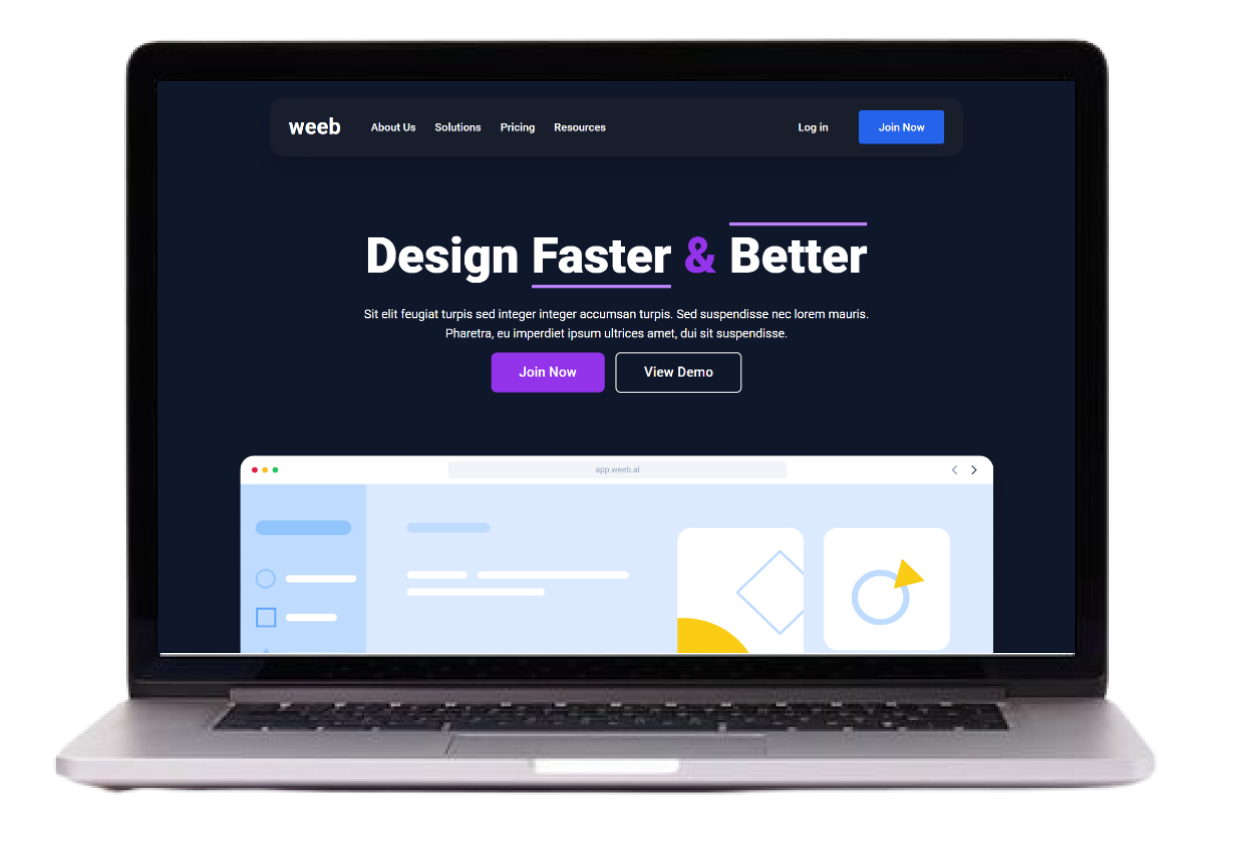 weeb About Us Solutions Pricing Resources Log in Join Now
Design Faster & Better
Sit elit feugiat turpis sed integer integer accumsan turpis. Sed suspendisse nec lorem mauris.
Pharetra, eu imperdiet ipsum ultrices amet, dui sit suspendisse.
Join Now View Demo
app.weeb.ai